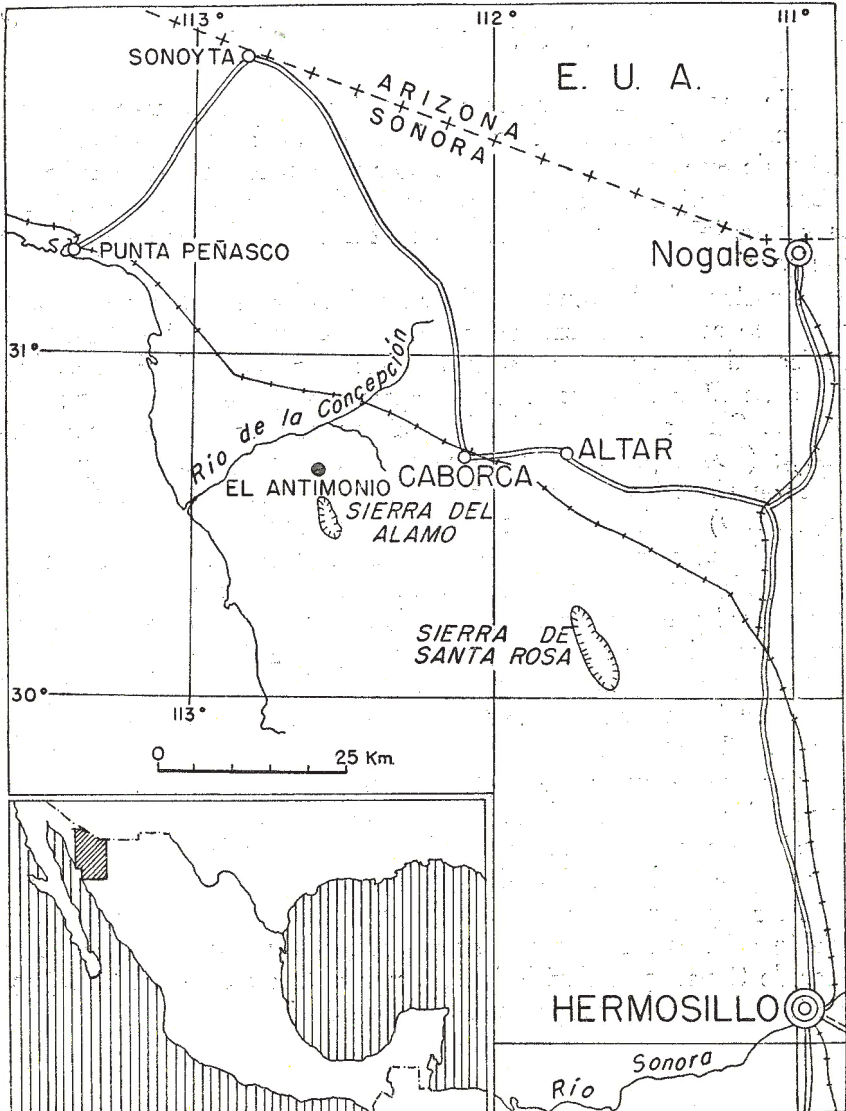 113°
112°
111°
SONOYTA
E. U. A.
ARIZONA
SONORA
PUNTA PEÑASCO
Nogales
31°
Río de la Concepción
ALTAR
CABORCA
EL ANTIMONIO
SIERRA DEL
ALAMO
SIERRA DE
SANTA ROSA
30°
113°
0 25 Km.
HERMOSILLO
Río Sonora